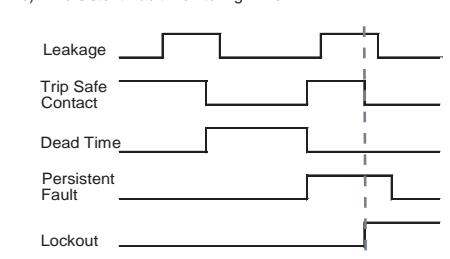 Leakage
Trip Safe
Contact
Dead Time
Persistent
Fault
Lockout